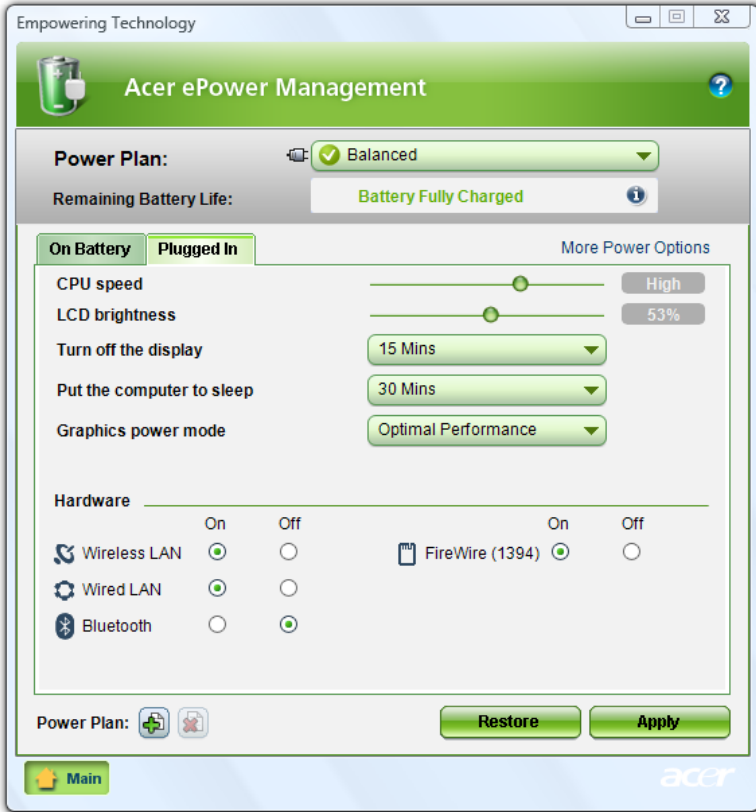 Empowering Technology
Acer ePower Management
?
Power Plan: Balanced
Remaining Battery Life: Battery Fully Charged i
On Battery Plugged In More Power Options
CPU speed High
LCD brightness 53%
Turn off the display 15 Mins
Put the computer to sleep 30 Mins
Graphics power mode Optimal Performance
Hardware
On Off On Off
Wireless LAN FireWire (1394)
Wired LAN
Bluetooth
Power Plan: Restore Apply
Main acer